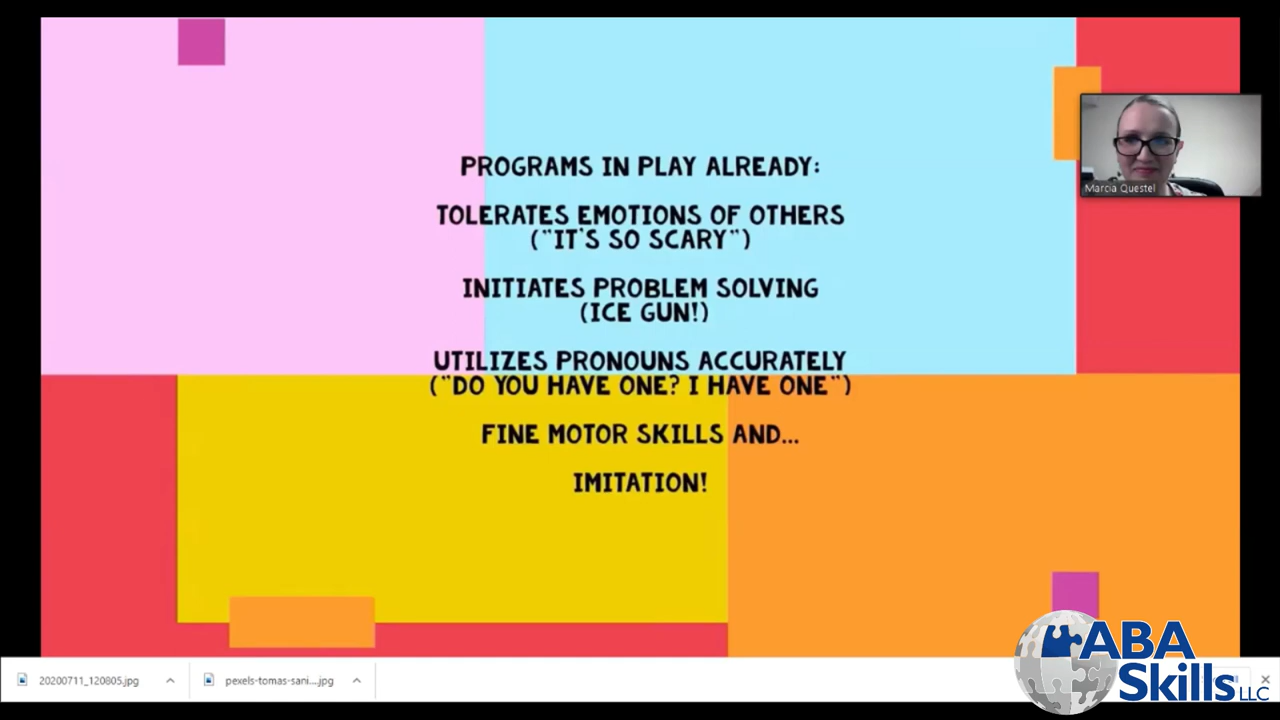 PROGRAMS IN PLAY ALREADY:
TOLERATES EMOTIONS OF OTHERS
("IT'S SO SCARY")
INITIATES PROBLEM SOLVING
(ICE GUN!)
UTILIZES PRONOUNS ACCURATELY
("DO YOU HAVE ONE? I HAVE ONE")
FINE MOTOR SKILLS AND...
IMITATION!
Marcia Questel
20200711_120805.jpg
pexels-tomas-sani....jpg
ABA
Skills LLC